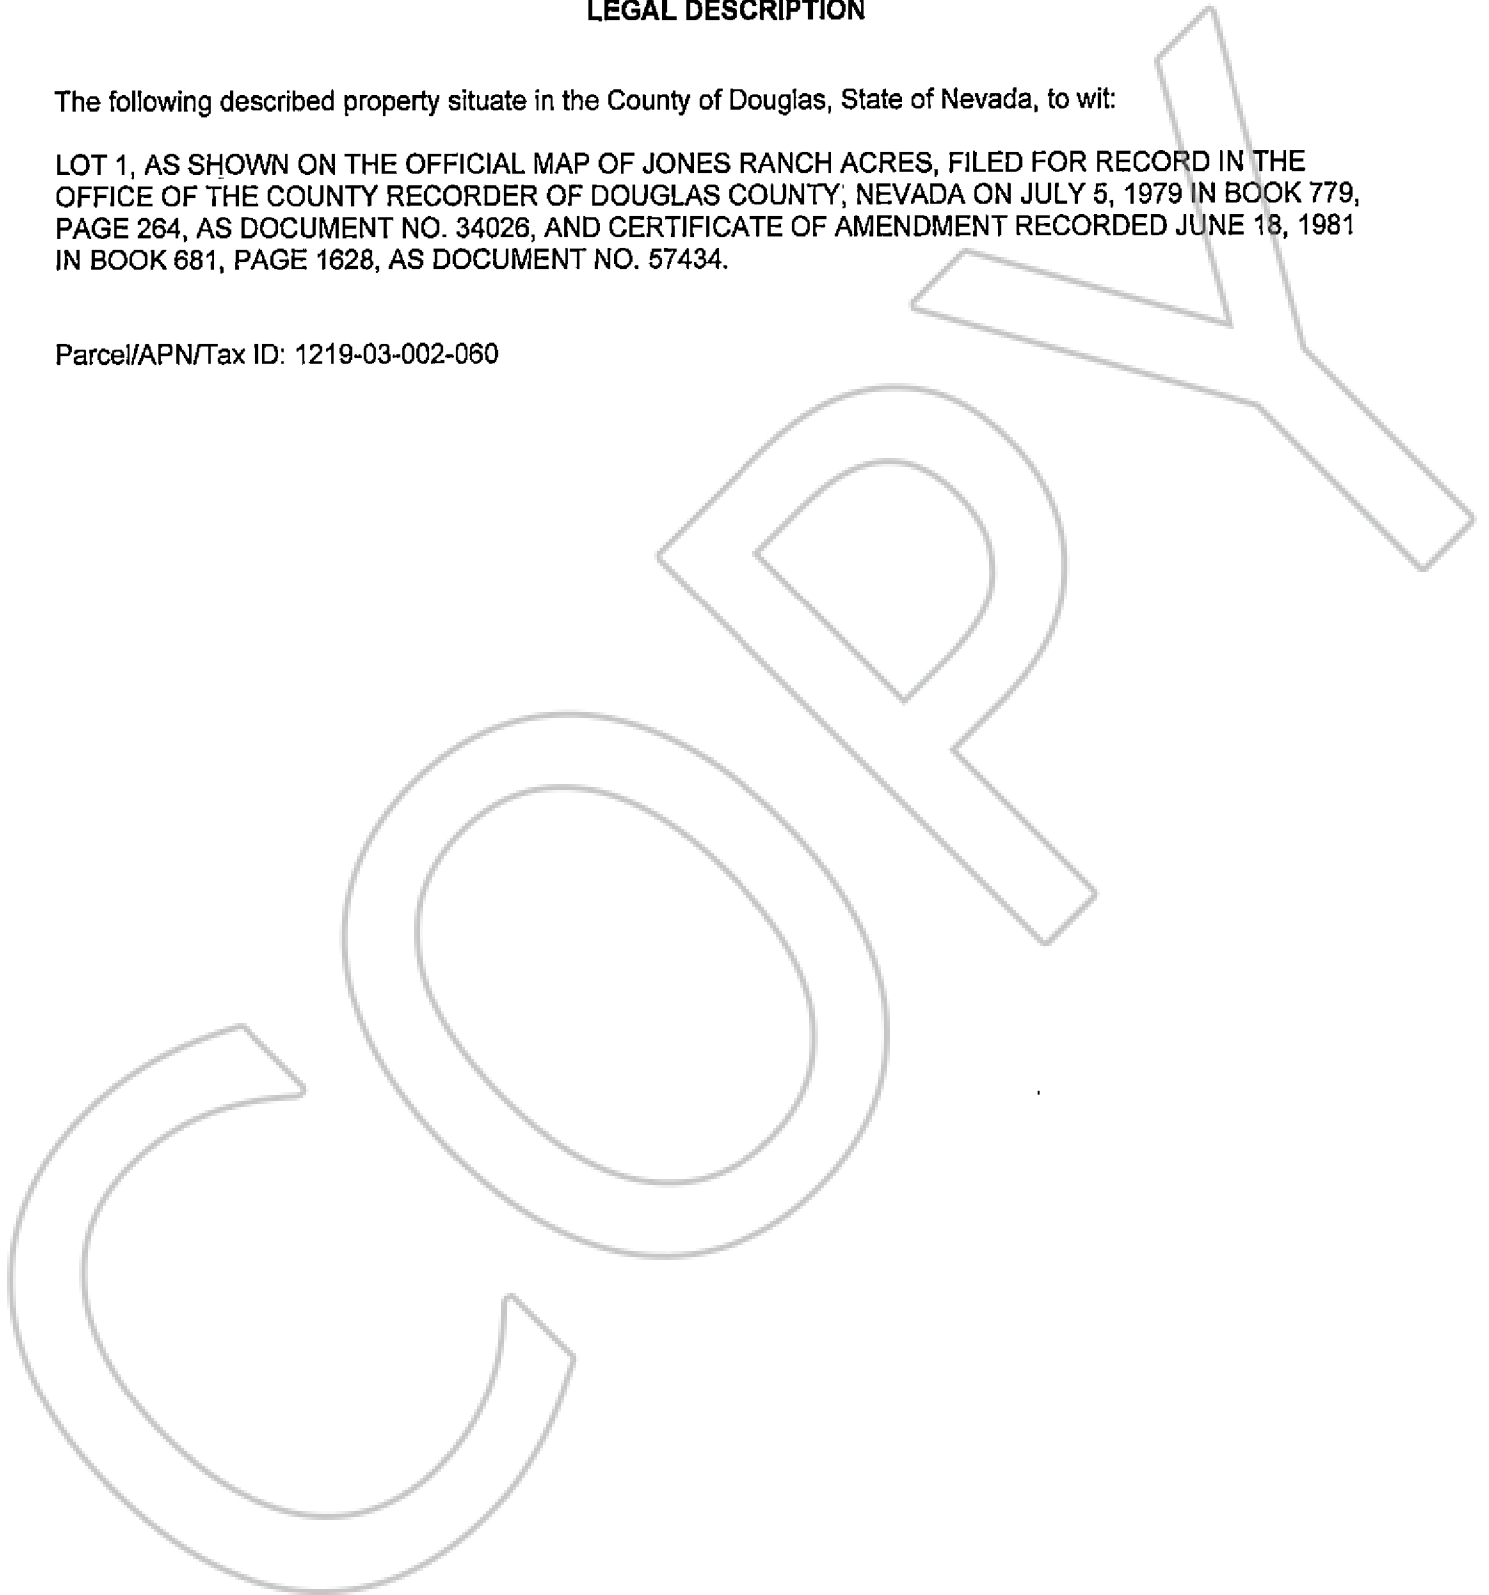 LEGAL DESCRIPTION
The following described property situate in the County of Douglas, State of Nevada, to wit:
LOT 1, AS SHOWN ON THE OFFICIAL MAP OF JONES RANCH ACRES, FILED FOR RECORD IN THE
OFFICE OF THE COUNTY RECORDER OF DOUGLAS COUNTY, NEVADA ON JULY 5, 1979 IN BOOK 779,
PAGE 264, AS DOCUMENT NO. 34026, AND CERTIFICATE OF AMENDMENT RECORDED JUNE 18, 1981
IN BOOK 681, PAGE 1628, AS DOCUMENT NO. 57434.
Parcel/APN/Tax ID: 1219-03-002-060
COPY